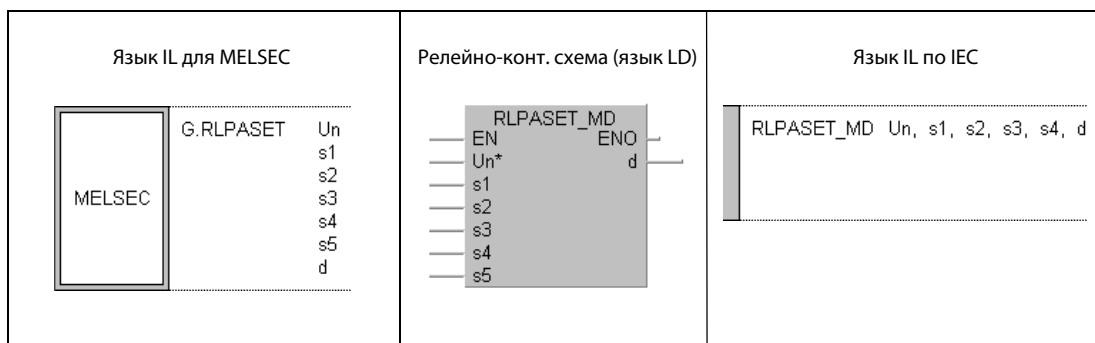 Язык IL для MELSEC
MELSEC
G.RLPASET Un
s1
s2
s3
s4
s5
d
Релейно-конт. схема (язык LD)
RLPASET_MD
EN ENO
Un* d
s1
s2
s3
s4
s5
Язык IL по IEC
RLPASET_MD Un, s1, s2, s3, s4, d